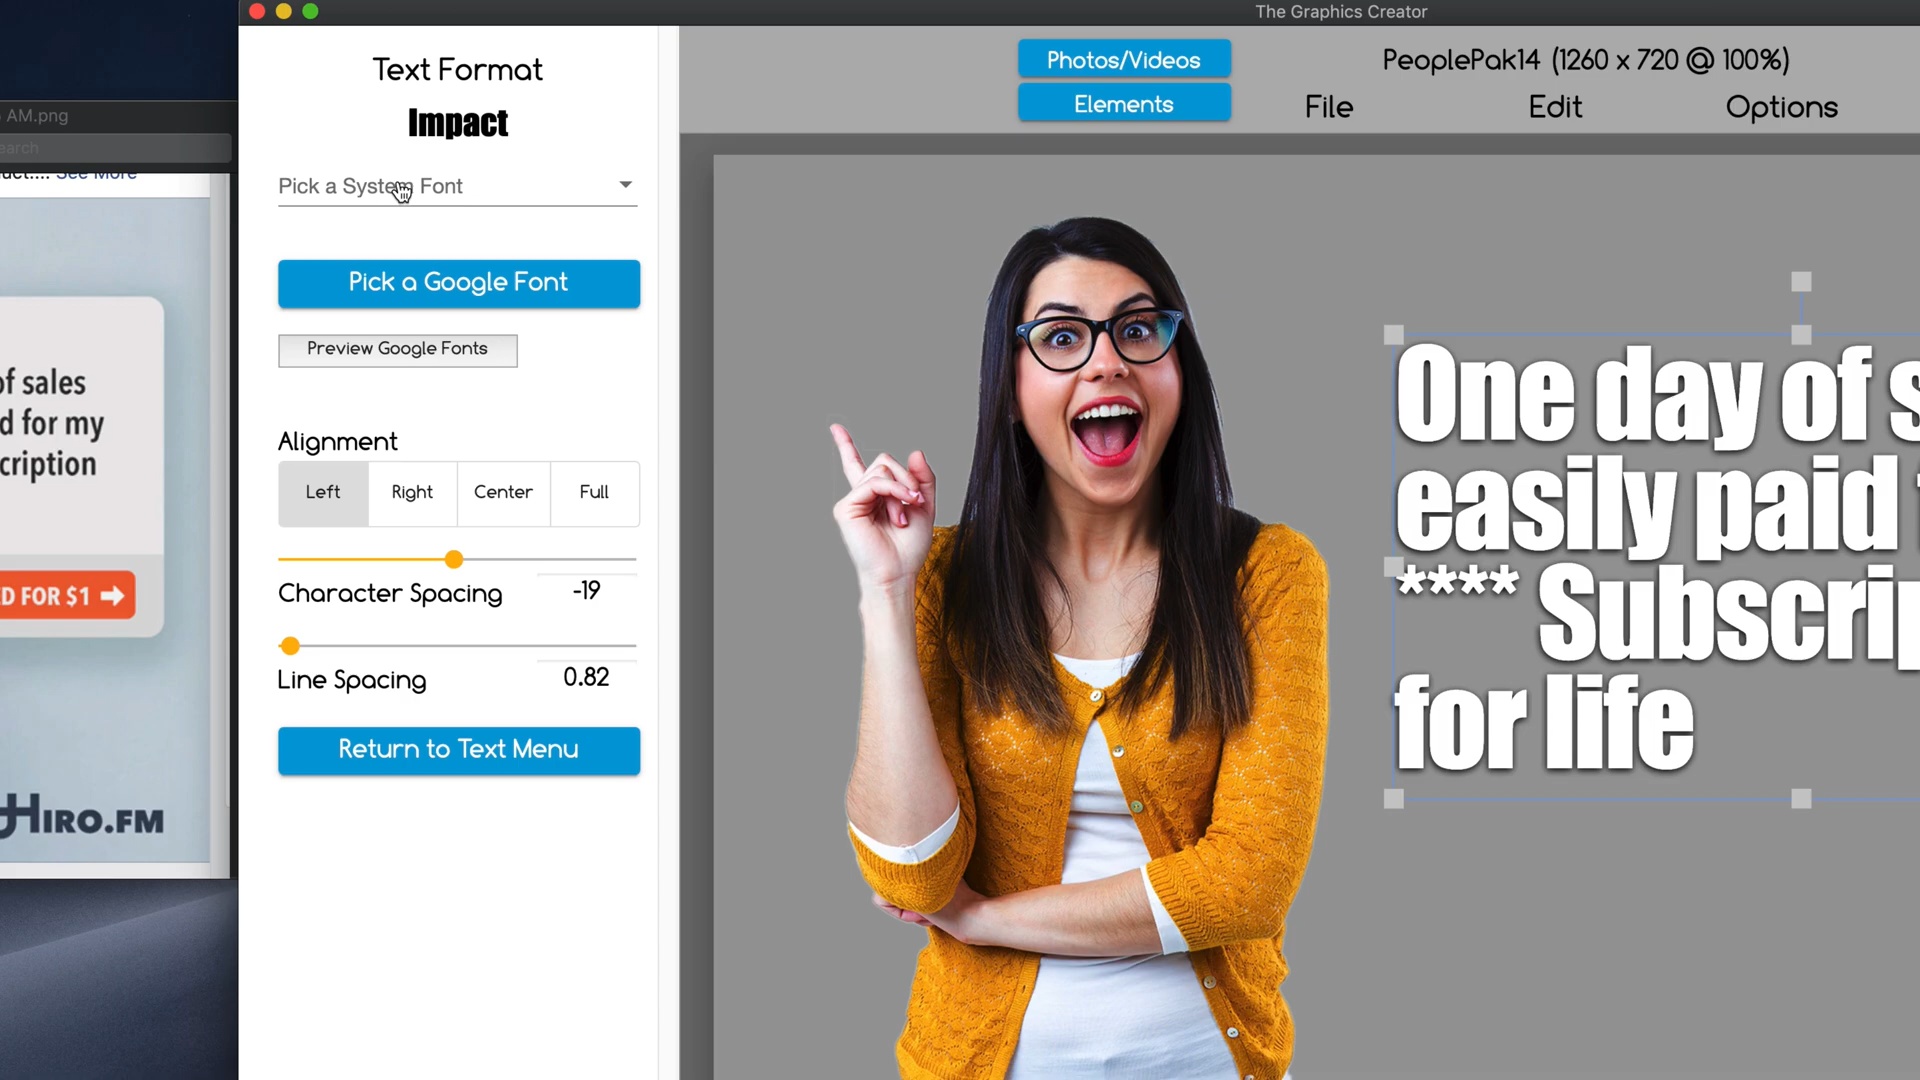 The Graphics Creator
AM.png
earch
See More
of sales
d for my
cription
D FOR $1
HIRO.FM
Text Format
Impact
Pick a System Font
Pick a Google Font
Preview Google Fonts
Alignment
Left Right Center Full
Character Spacing -19
Line Spacing 0.82
Return to Text Menu
Photos/Videos
Elements
PeoplePak14 (1260 x 720 @ 100%)
File Edit Options
One day of s
easily paid
**** Subscrip
for life